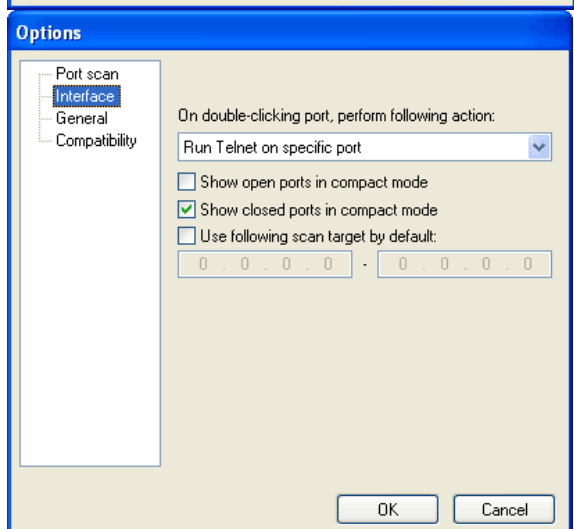 Options
Port scan
Interface
General
Compatibility
On double-clicking port, perform following action:
Run Telnet on specific port
Show open ports in compact mode
Show closed ports in compact mode
Use following scan target by default:
0 . 0 . 0 . 0 - 0 . 0 . 0 . 0
OK Cancel